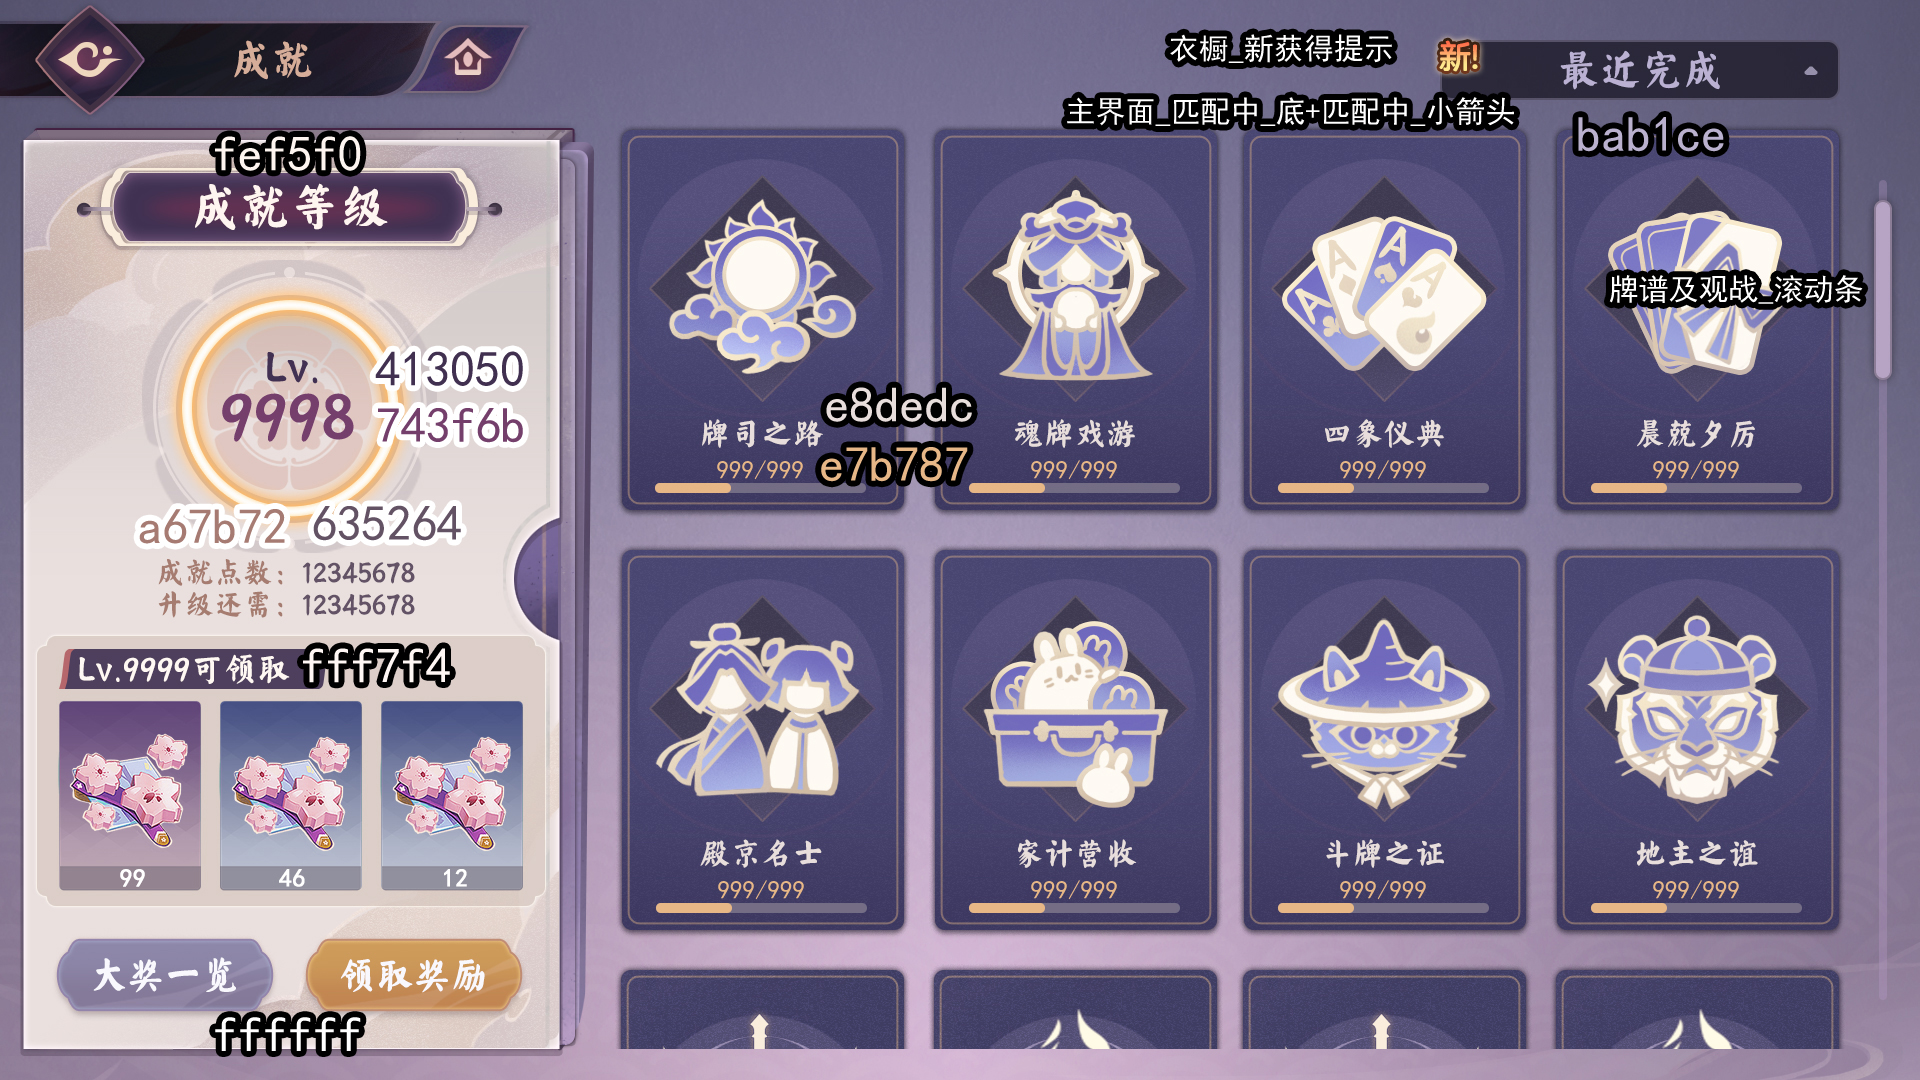 成就
衣橱_新获得提示
新!
最近完成
主界面_匹配中_底+匹配中_小箭头
bab1ce
fef5f0
成就等级
Lv.
9998
413050
743f6b
a67b72
635264
成就点数：12345678
升级还需：12345678
Lv.9999可领取
fff7f4
99
46
12
大奖一览
领取奖励
ffffff
A
A
A
A
牌谱及观战_滚动条
e8dedc
e7b787
牌司之路
999/999
魂牌戏游
999/999
四象仪典
999/999
晨兢夕厉
999/999
殿京名士
999/999
家计营收
999/999
斗牌之证
999/999
地主之谊
999/999